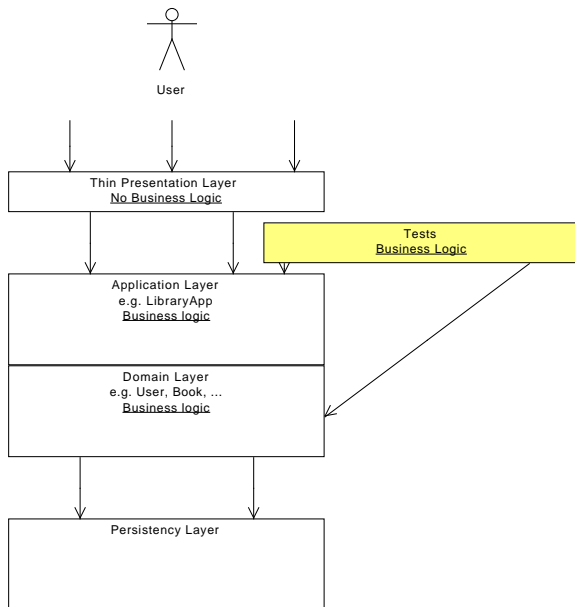 User
Thin Presentation Layer
No Business Logic
Tests
Business Logic
Application Layer
e.g. LibraryApp
Business logic
Domain Layer
e.g. User, Book, ...
Business logic
Persistency Layer